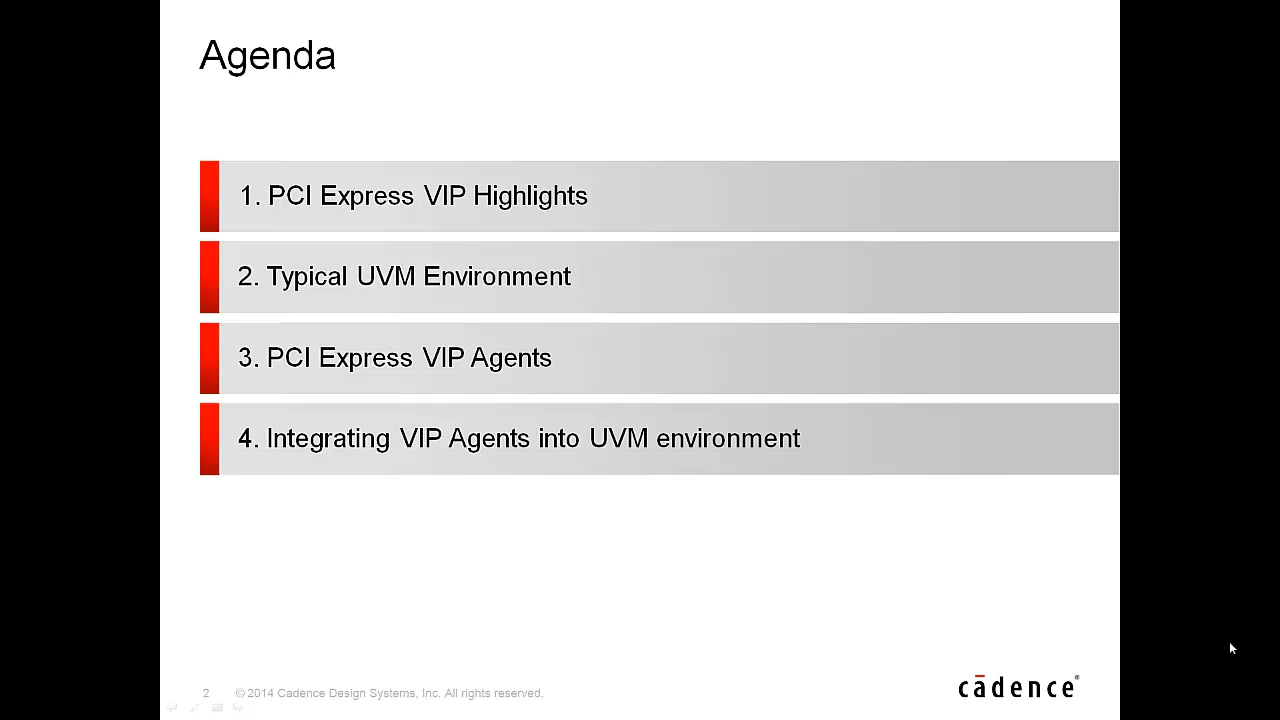 Agenda
1. PCI Express VIP Highlights
2. Typical UVM Environment
3. PCI Express VIP Agents
4. Integrating VIP Agents into UVM environment
2 © 2014 Cadence Design Systems, Inc. All rights reserved.
cādence®